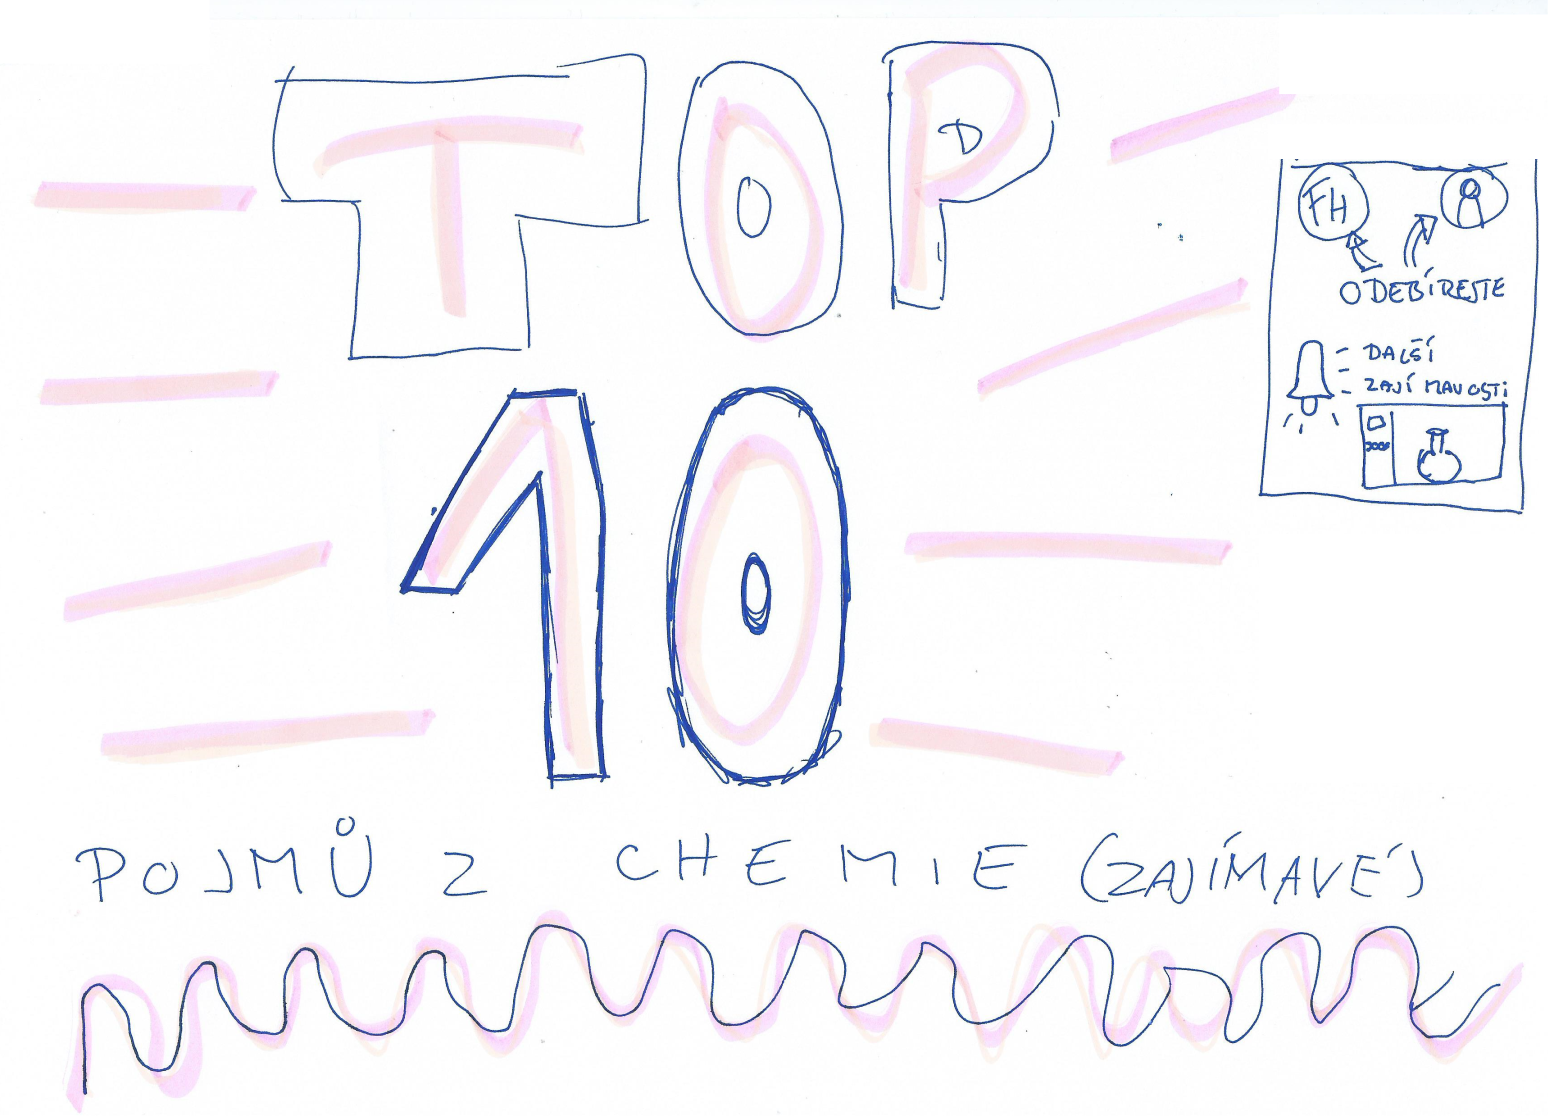 TOP
10
POJMŮ Z CHEMIE (ZAJÍMAVÉ)
FH
ODEBÍREJTE
DALŠÍ
ZAJÍMAVOSTI